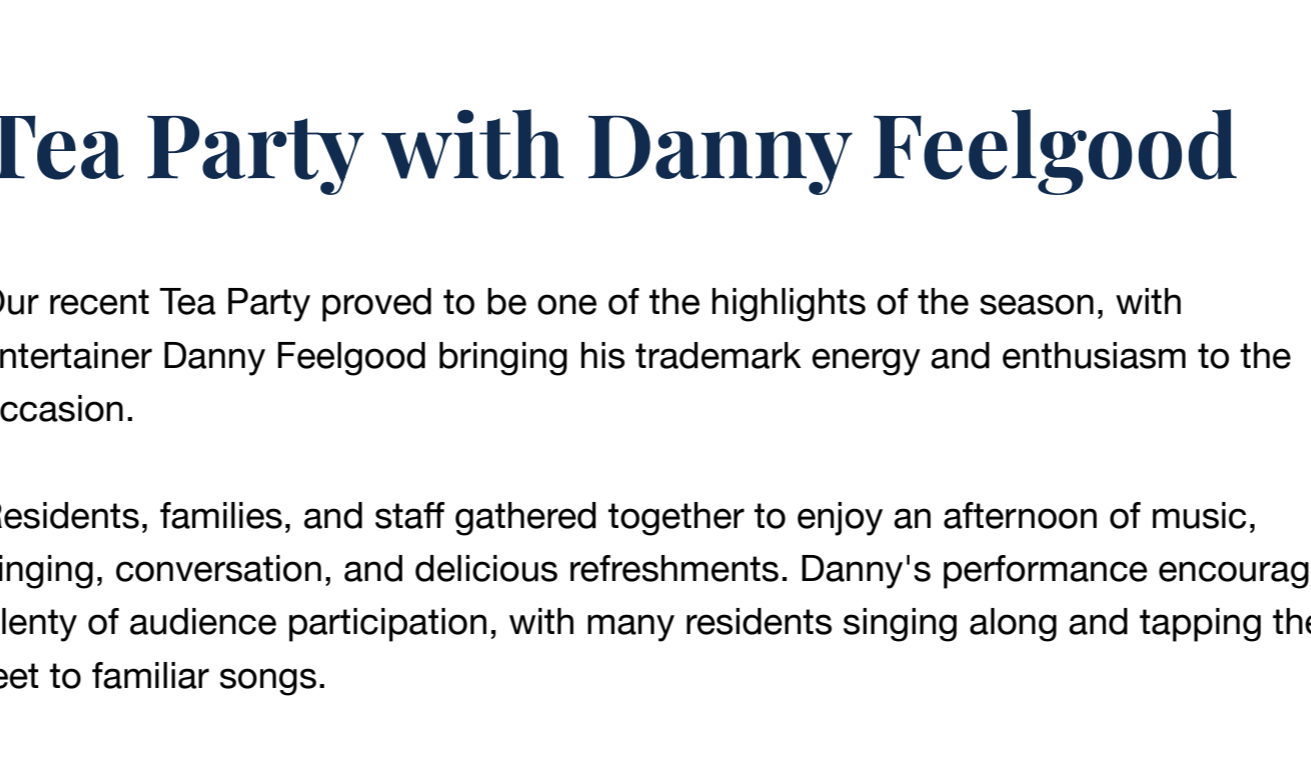 Tea Party with Danny Feelgood
Our recent Tea Party proved to be one of the highlights of the season, with
ntertainer Danny Feelgood bringing his trademark energy and enthusiasm to the
ccasion.
Residents, families, and staff gathered together to enjoy an afternoon of music,
inging, conversation, and delicious refreshments. Danny's performance encourag
lenty of audience participation, with many residents singing along and tapping the
eet to familiar songs.